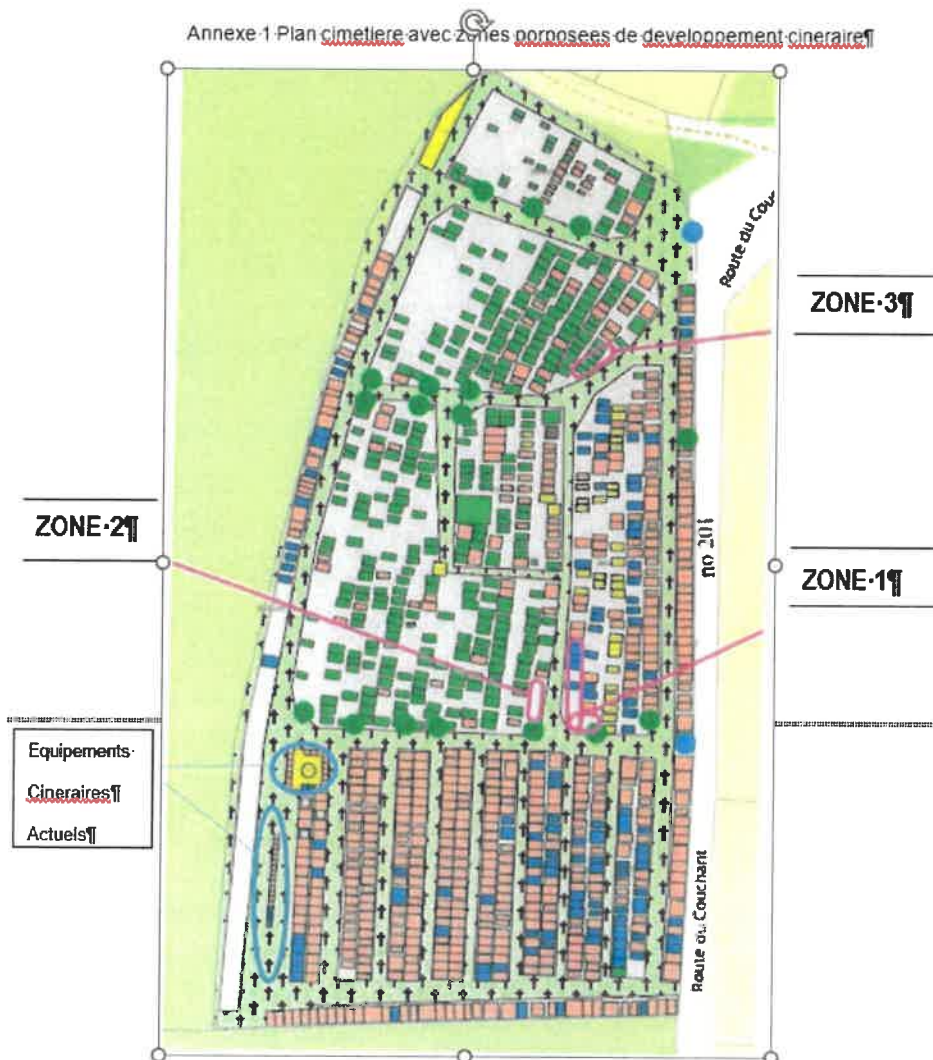 Annexe·1·Plan·cimetiere·avec·zones·porposees·de·developpement·cineraire¶
Route du Cou
ZONE·3¶
ZONE·2¶
no 201
ZONE·1¶
Equipements·
Cineraires¶
Actuels¶
Route du Couchant